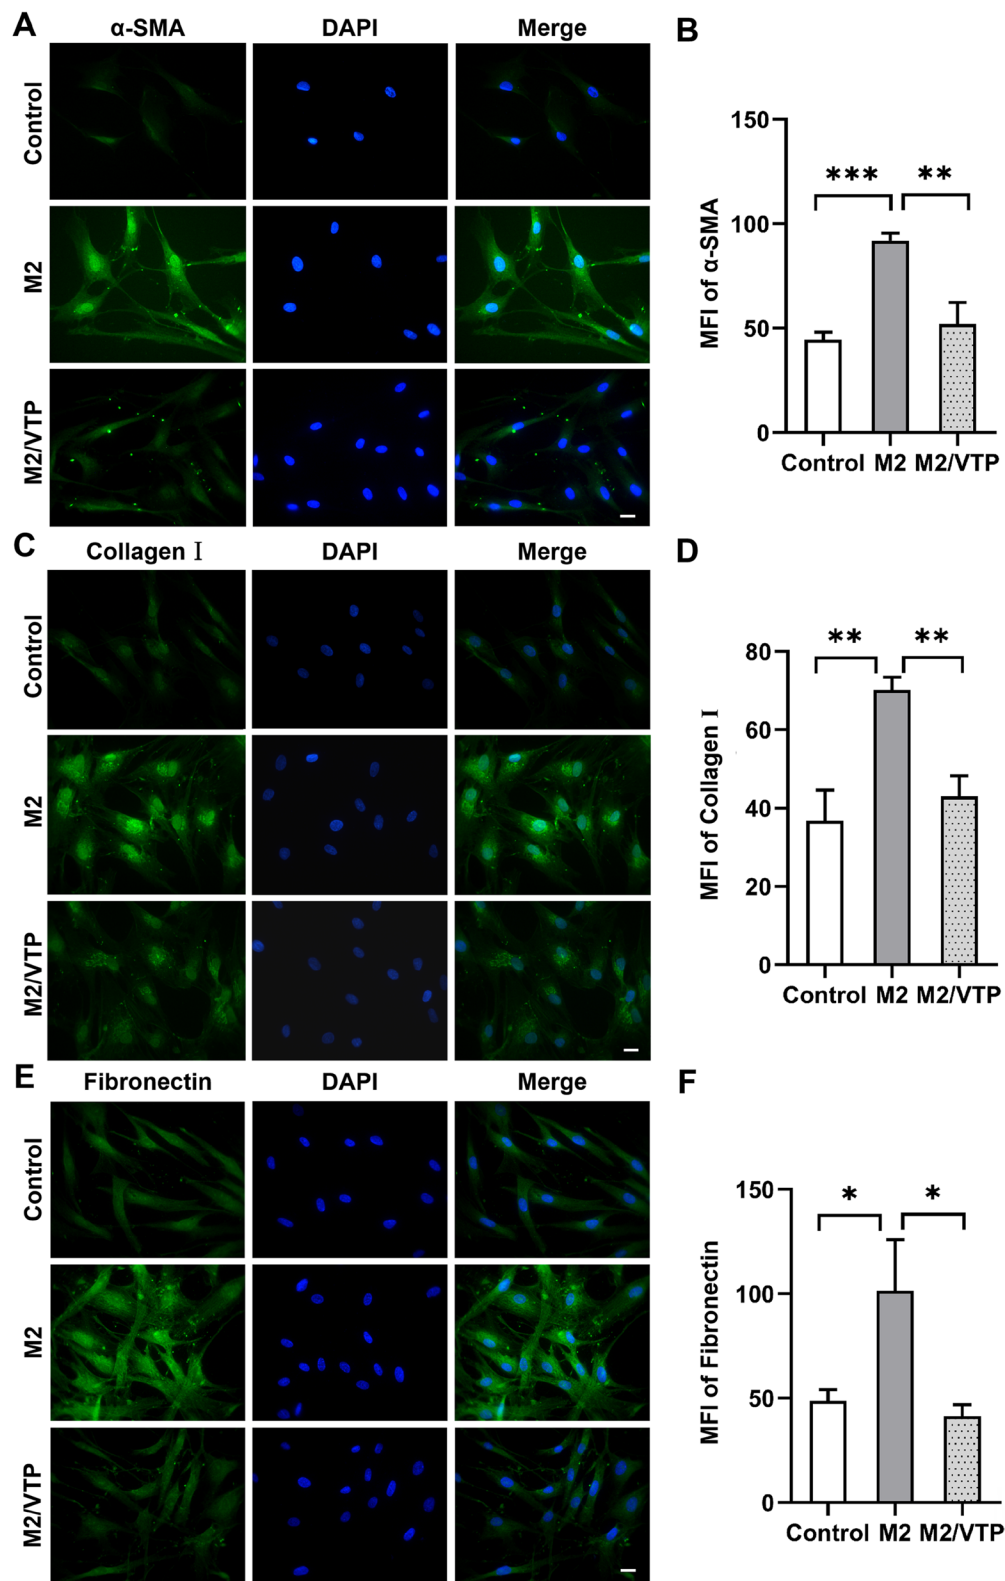 A
α-SMA DAPI Merge
Control
M2
M2/VTP
B
MFI of α-SMA
150
100
50
0
*** **
Control M2 M2/VTP
C
Collagen I DAPI Merge
Control
M2
M2/VTP
D
MFI of Collagen I
80
60
40
20
0
** **
Control M2 M2/VTP
E
Fibronectin DAPI Merge
Control
M2
M2/VTP
F
MFI of Fibronectin
150
100
50
0
* *
Control M2 M2/VTP